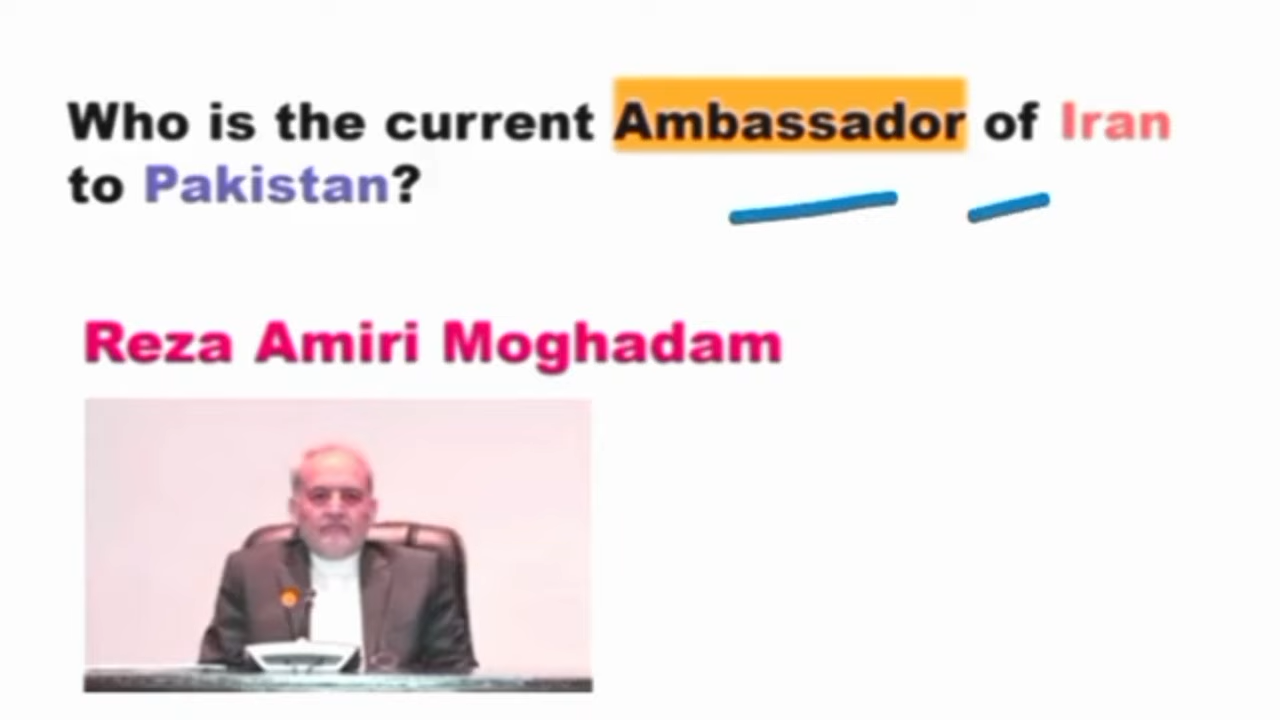 Who is the current Ambassador of Iran
to Pakistan?
Reza Amiri Moghadam